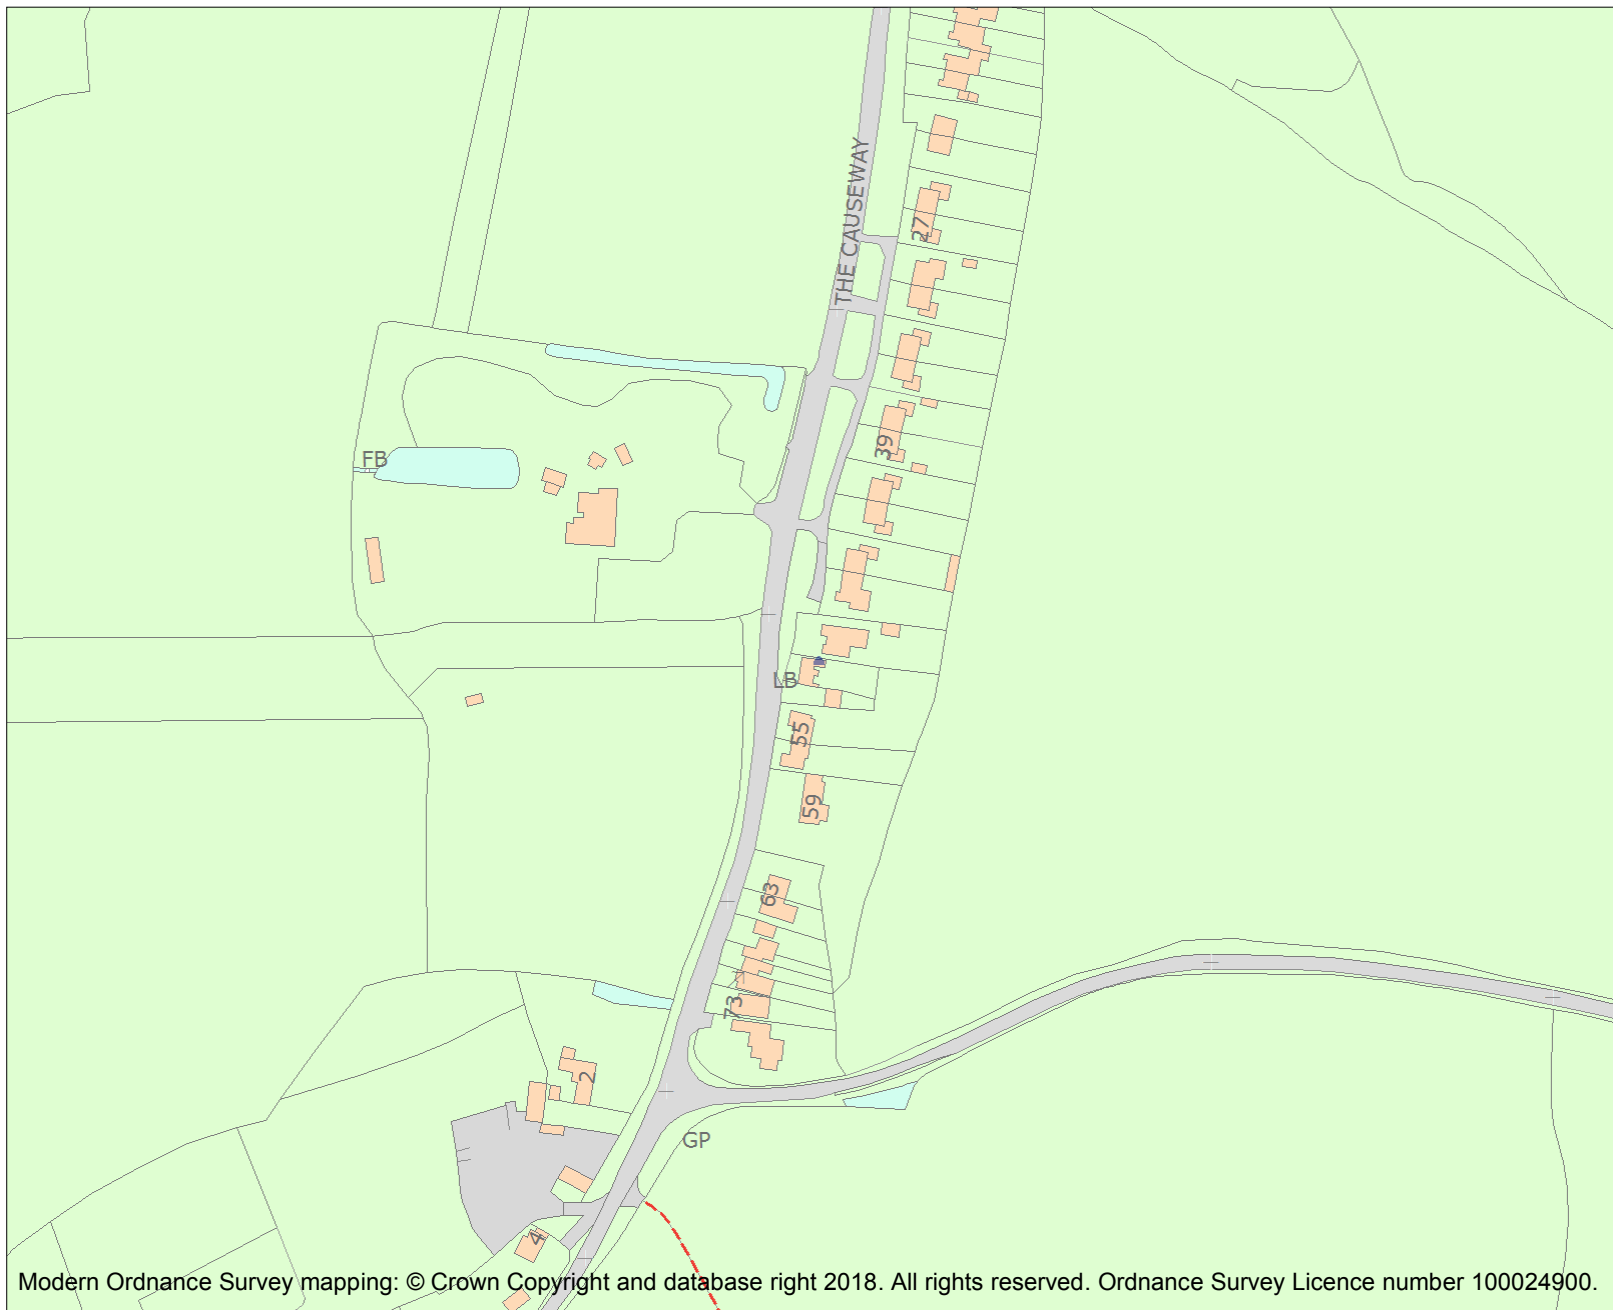 THE CAUSEWAY
27
39
FB
LB
55
59
63
73
2
GP
4
Modern Ordnance Survey mapping: © Crown Copyright and database right 2018. All rights reserved. Ordnance Survey Licence number 100024900.